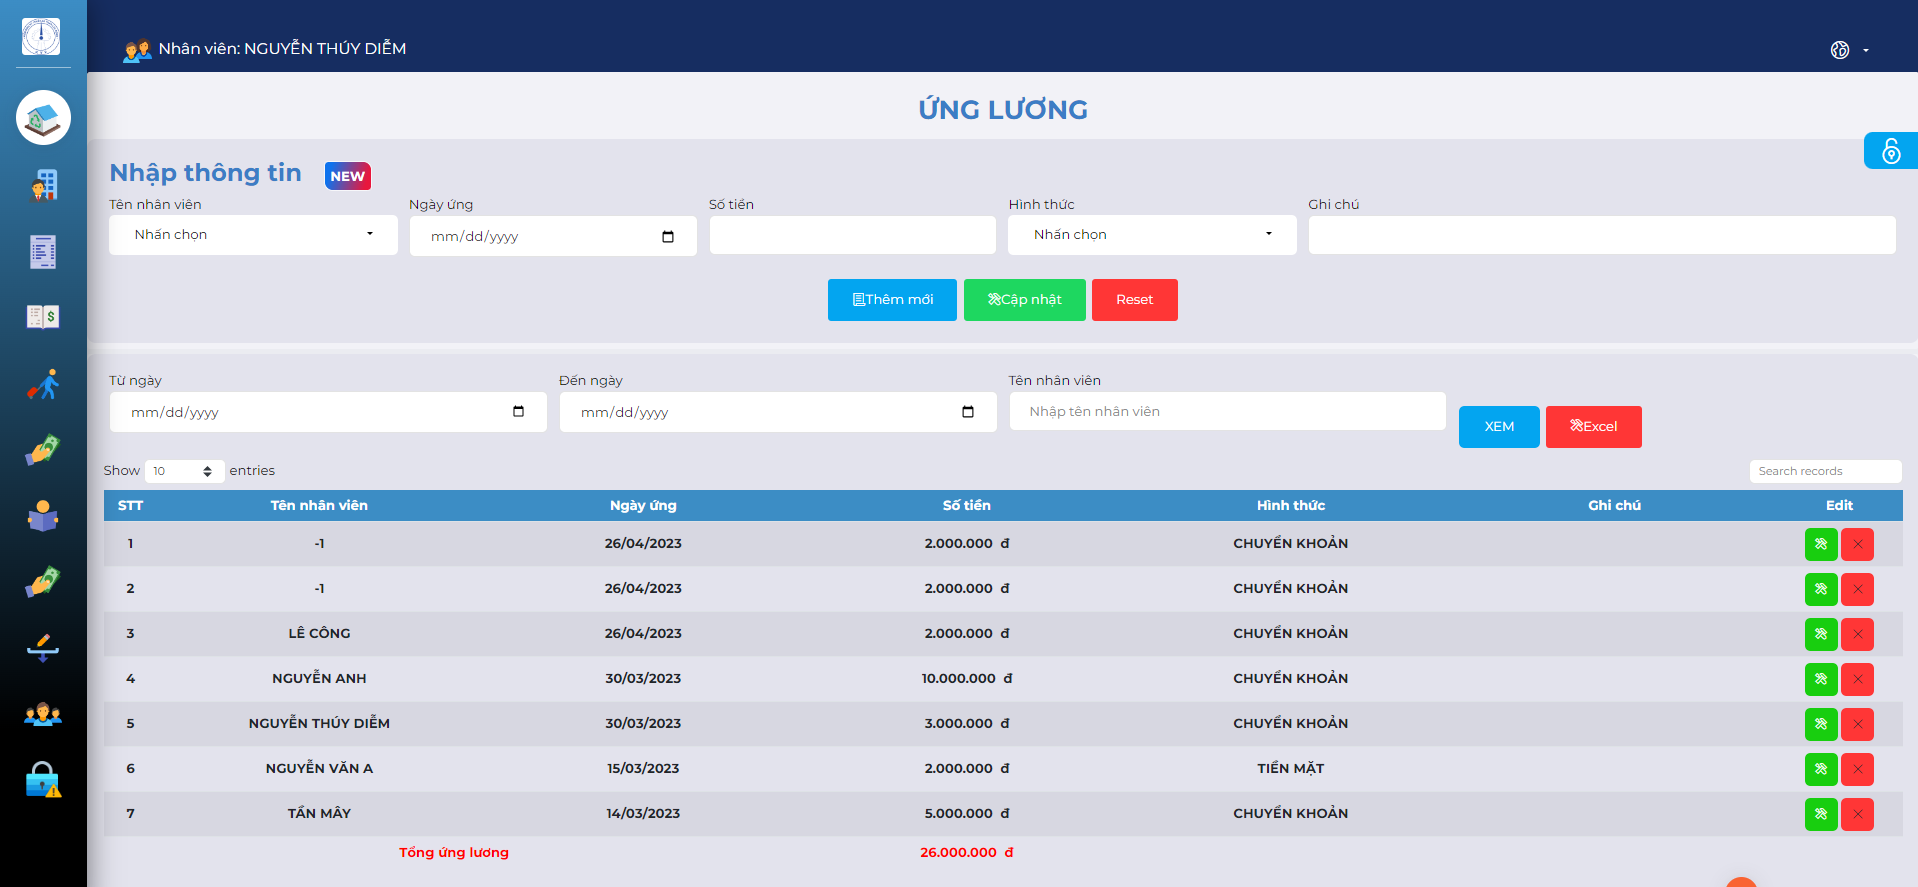 Nhân viên: NGUYỄN THÚY DIỄM
ỨNG LƯƠNG
Nhập thông tin NEW
Tên nhân viên Ngày ứng Số tiền Hình thức Ghi chú
Nhấn chọn mm/dd/yyyy Nhấn chọn
Thêm mới Cập nhật Reset
Từ ngày Đến ngày Tên nhân viên
mm/dd/yyyy mm/dd/yyyy Nhập tên nhân viên
XEM Excel
Show 10 entries Search records
STT Tên nhân viên Ngày ứng Số tiền Hình thức Ghi chú Edit
1 -1 26/04/2023 2.000.000 đ CHUYỂN KHOẢN
2 -1 26/04/2023 2.000.000 đ CHUYỂN KHOẢN
3 LÊ CÔNG 26/04/2023 2.000.000 đ CHUYỂN KHOẢN
4 NGUYỄN ANH 30/03/2023 10.000.000 đ CHUYỂN KHOẢN
5 NGUYỄN THÚY DIỄM 30/03/2023 3.000.000 đ CHUYỂN KHOẢN
6 NGUYỄN VĂN A 15/03/2023 2.000.000 đ TIỀN MẶT
7 TẦN MÂY 14/03/2023 5.000.000 đ CHUYỂN KHOẢN
Tổng ứng lương 26.000.000 đ